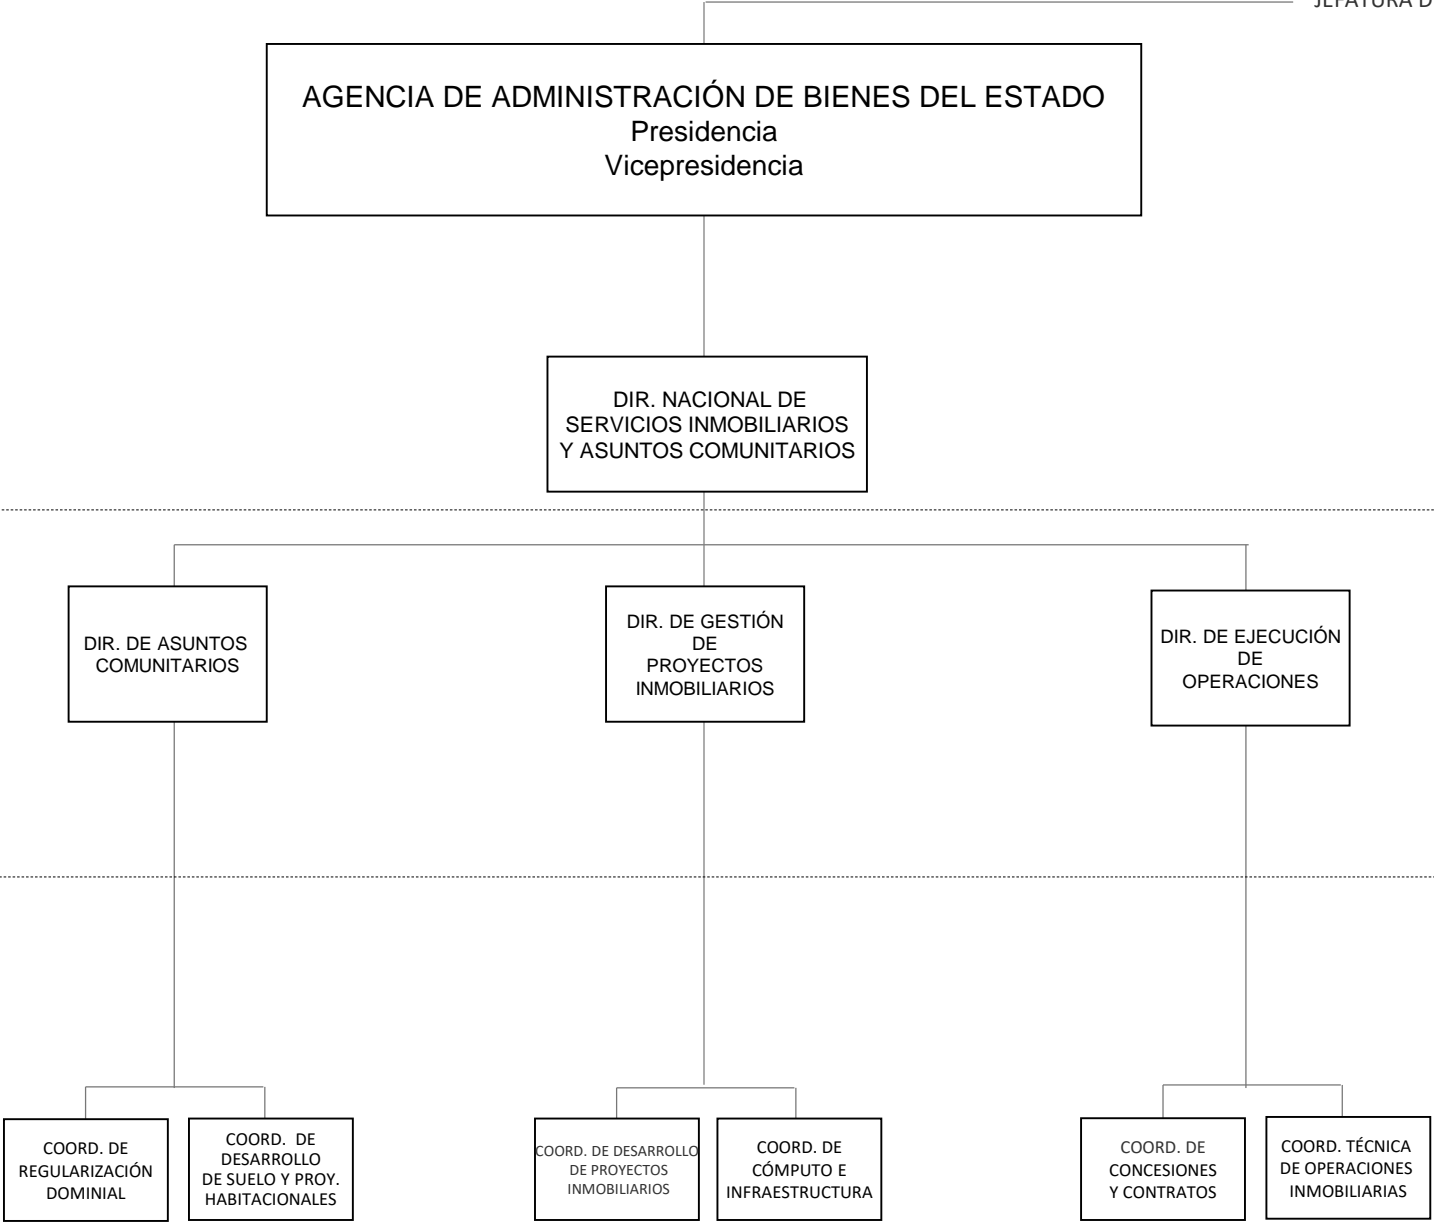 JEFATURA D
AGENCIA DE ADMINISTRACIÓN DE BIENES DEL ESTADO
Presidencia
Vicepresidencia
DIR. NACIONAL DE
SERVICIOS INMOBILIARIOS
Y ASUNTOS COMUNITARIOS
DIR. DE ASUNTOS
COMUNITARIOS
DIR. DE GESTIÓN
DE
PROYECTOS
INMOBILIARIOS
DIR. DE EJECUCIÓN
DE
OPERACIONES
COORD. DE
REGULARIZACIÓN
DOMINIAL
COORD. DE
DESARROLLO
DE SUELO Y PROY.
HABITACIONALES
COORD. DE DESARROLLO
DE PROYECTOS
INMOBILIARIOS
COORD. DE
CÓMPUTO E
INFRAESTRUCTURA
COORD. DE
CONCESIONES
Y CONTRATOS
COORD. TÉCNICA
DE OPERACIONES
INMOBILIARIAS